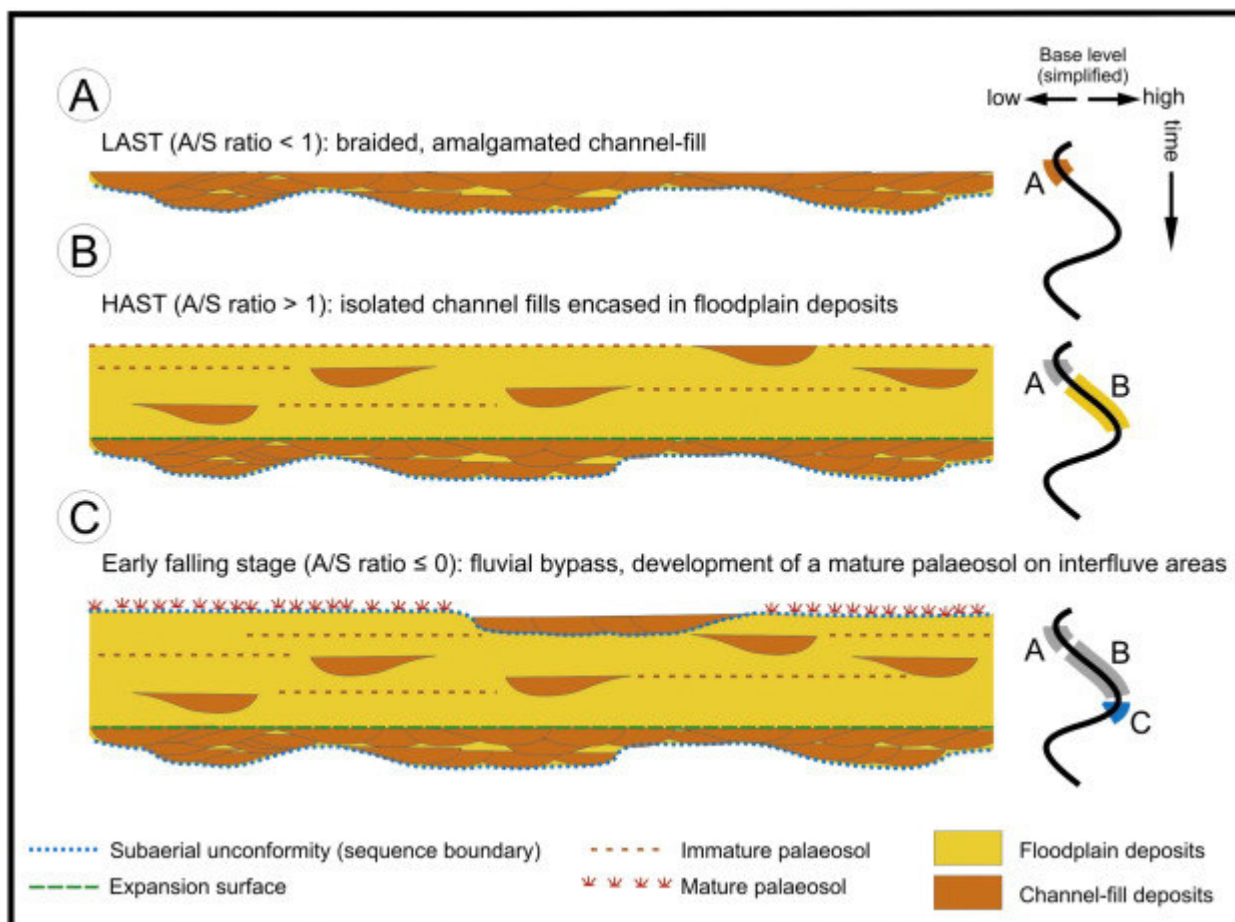 Base level
(simplified)
low high
time
A
LAST (A/S ratio < 1): braided, amalgamated channel-fill
A
B
HAST (A/S ratio > 1): isolated channel fills encased in floodplain deposits
A B
C
Early falling stage (A/S ratio ≤ 0): fluvial bypass, development of a mature palaeosol on interfluve areas
A B
C
Subaerial unconformity (sequence boundary)
Expansion surface
Immature palaeosol
Mature palaeosol
Floodplain deposits
Channel-fill deposits